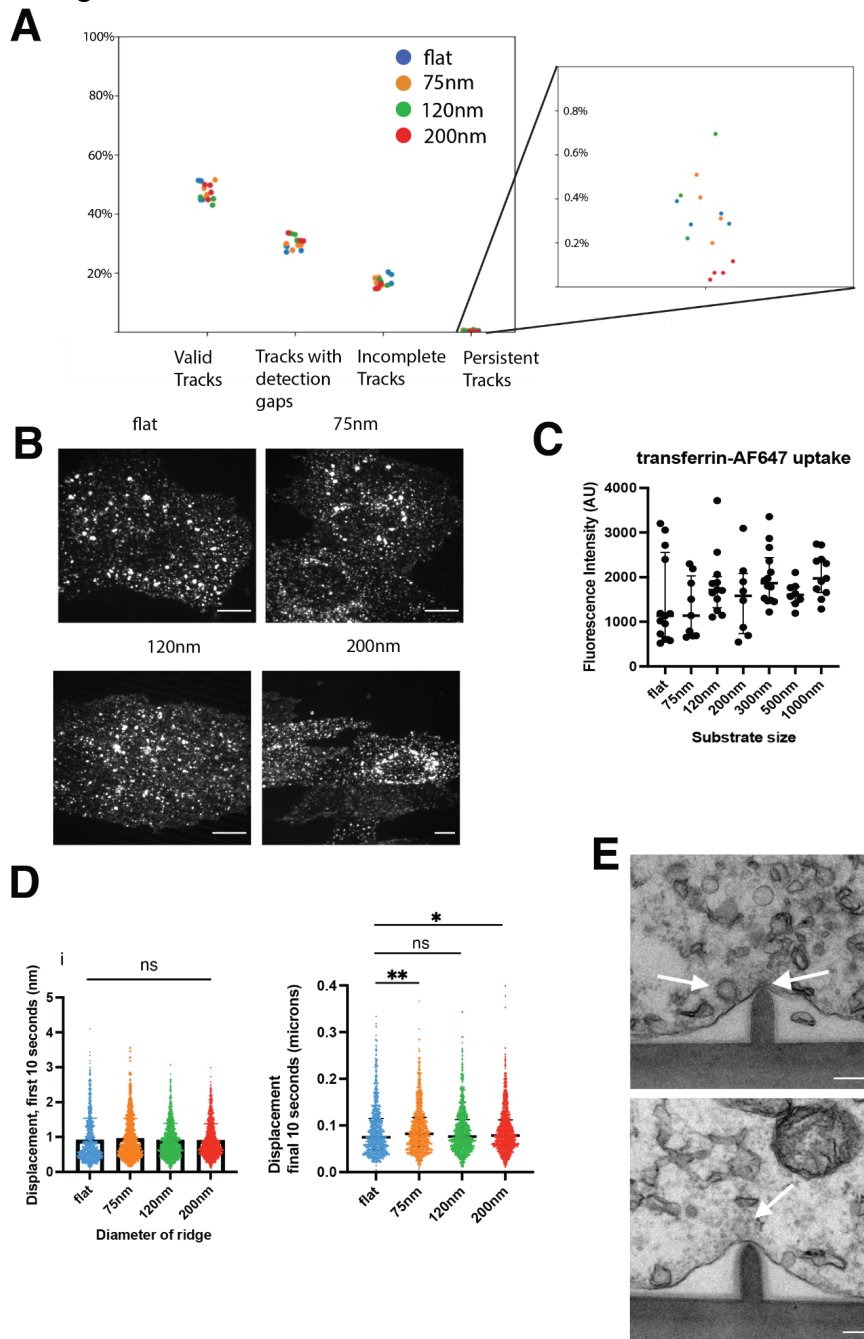 A
100%
80%
60%
40%
20%
flat
75nm
120nm
200nm
0.8%
0.6%
0.4%
0.2%
Valid
Tracks
Tracks with
detection
gaps
Incomplete
Tracks
Persistent
Tracks
B
flat
75nm
120nm
200nm
C
transferrin-AF647 uptake
Fluorescence Intensity (AU)
4000
3000
2000
1000
0
flat
75nm
120nm
200nm
300nm
500nm
1000nm
Substrate size
D
i
ns
Displacement, first 10 seconds (nm)
5
4
3
2
1
0
flat
75nm
120nm
200nm
Diameter of ridge
*
ns
**
Displacement
final 10 seconds (microns)
0.4
0.3
0.2
0.1
0.0
flat
75nm
120nm
200nm
E